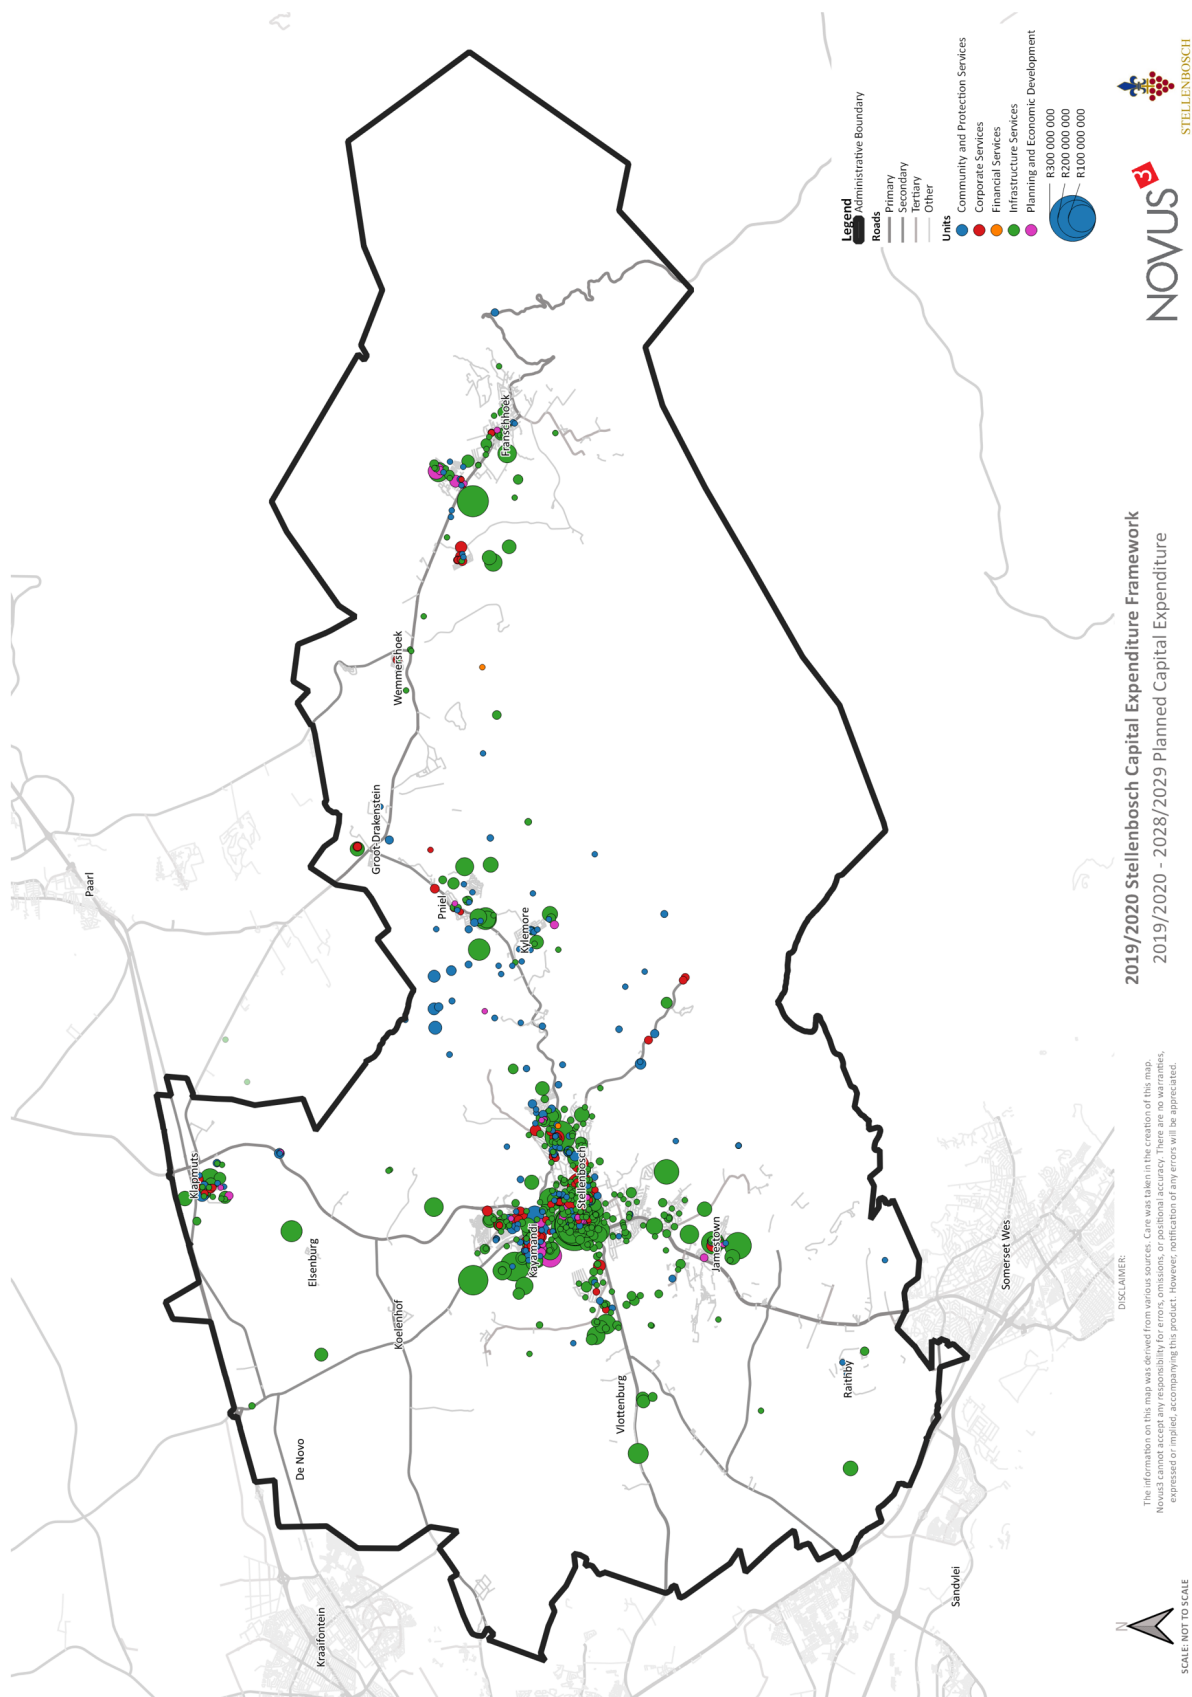 Paarl
Klapmuts
Elsenburg
Koelenhof
De Novo
Kraaifontein
Groot-Drakenstein
Wemmershoek
Franschhoek
Pniel
Kylemore
Stellenbosch
Kayamandi
Jamestown
Vlottenburg
Raithby
Somerset Wes
Sandvlei
Legend
Administrative Boundary
Roads
Primary
Secondary
Tertiary
Other
Units
Community and Protection Services
Corporate Services
Financial Services
Infrastructure Services
Planning and Economic Development
R300 000 000
R200 000 000
R100 000 000
2019/2020 Stellenbosch Capital Expenditure Framework
2019/2020 - 2028/2029 Planned Capital Expenditure
DISCLAIMER:
The information on this map was derived from various sources. Care was taken in the creation of this map.
Novus3 cannot accept any responsibility for errors, omissions, or positional accuracy. There are no warranties,
expressed or implied, accompanying this product. However, notification of any errors will be appreciated.
N
SCALE: NOT TO SCALE
NOVUS3
STELLENBOSCH